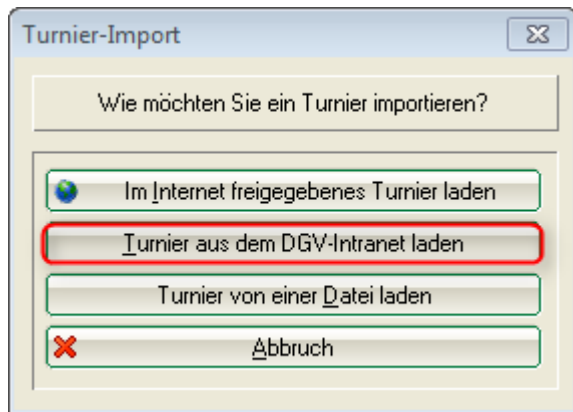 Turnier-Import
Wie möchten Sie ein Turnier importieren?
Im Internet freigegebenes Turnier laden
Turnier aus dem DGV-Intranet laden
Turnier von einer Datei laden
Abbruch